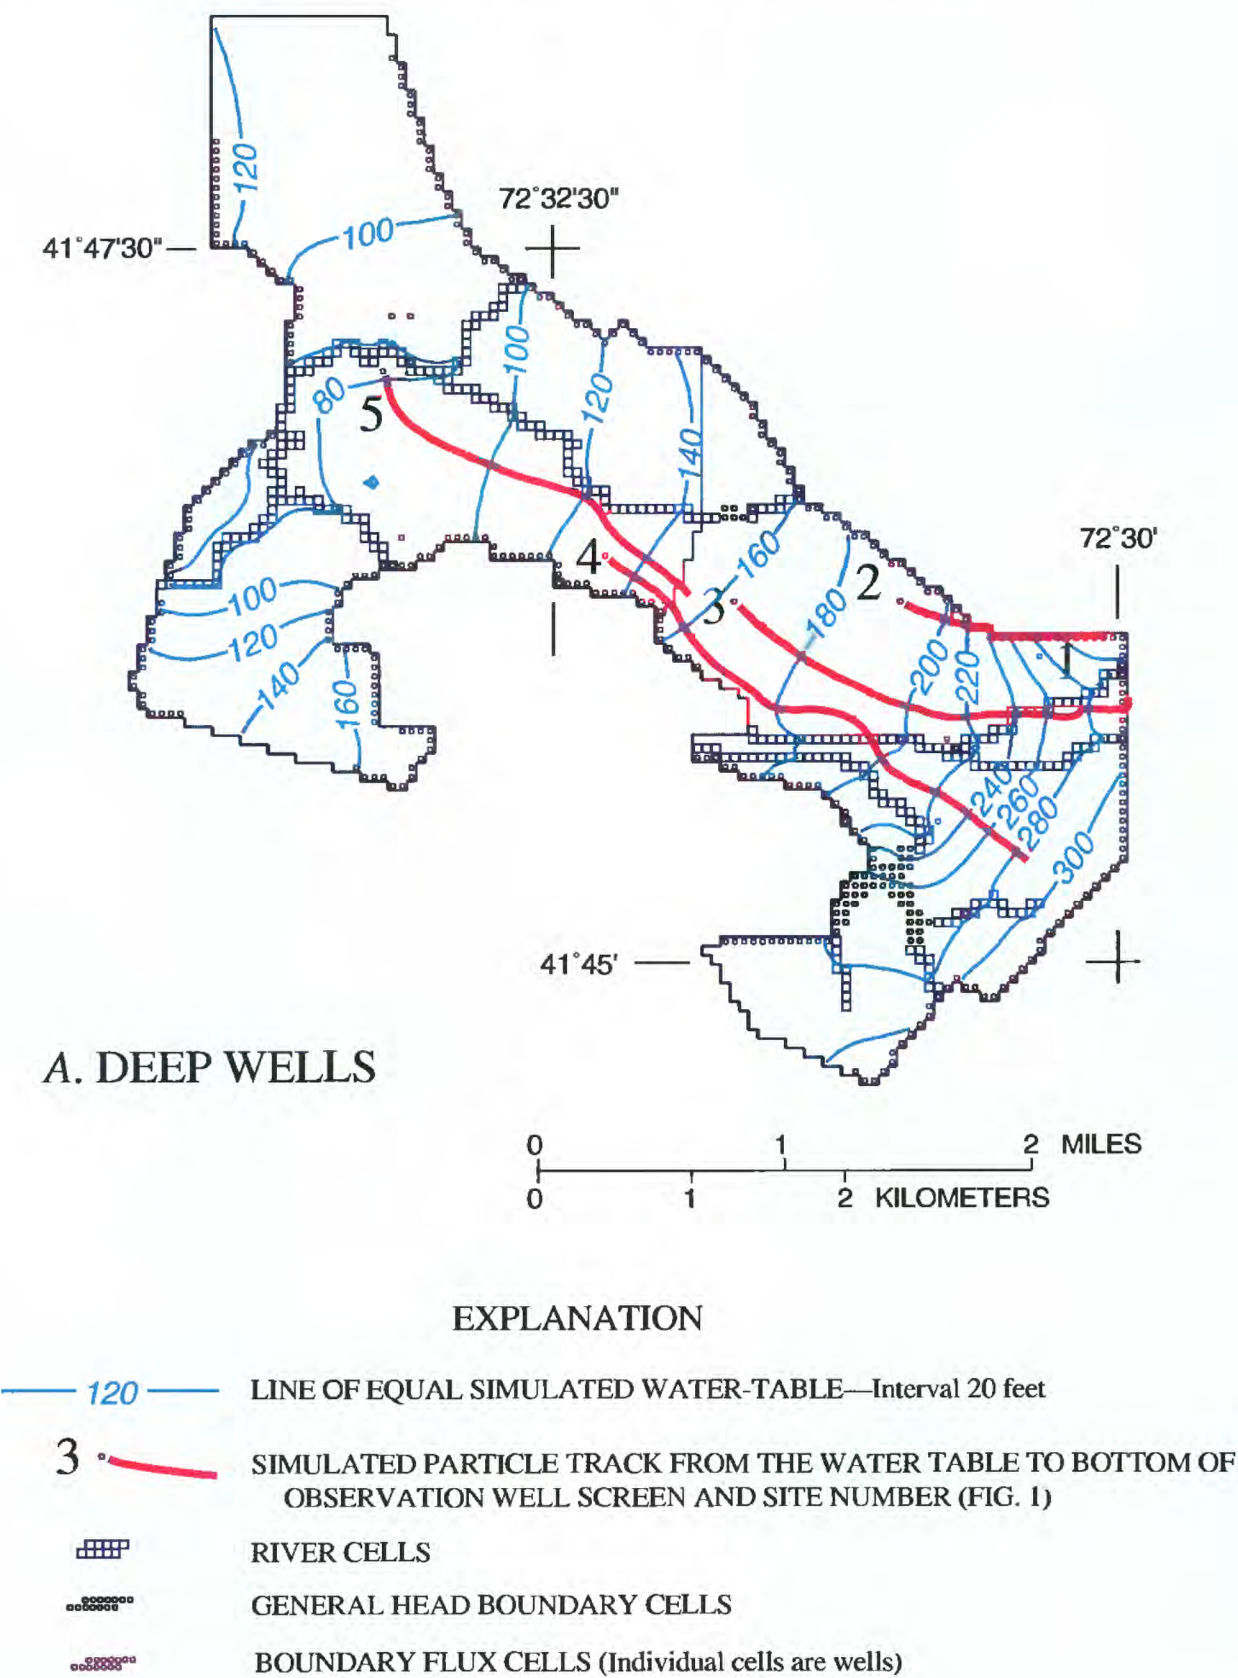 72°32'30"
41°47'30"
120
100
100
120
140
80
5
4
3
160
180
2
72°30'
200
220
1
100
120
140
160
240
260
280
300
41°45'
A. DEEP WELLS
0 1 2 MILES
0 1 2 KILOMETERS
EXPLANATION
120 LINE OF EQUAL SIMULATED WATER-TABLE—Interval 20 feet
3 SIMULATED PARTICLE TRACK FROM THE WATER TABLE TO BOTTOM OF
OBSERVATION WELL SCREEN AND SITE NUMBER (FIG. 1)
RIVER CELLS
GENERAL HEAD BOUNDARY CELLS
BOUNDARY FLUX CELLS (Individual cells are wells)